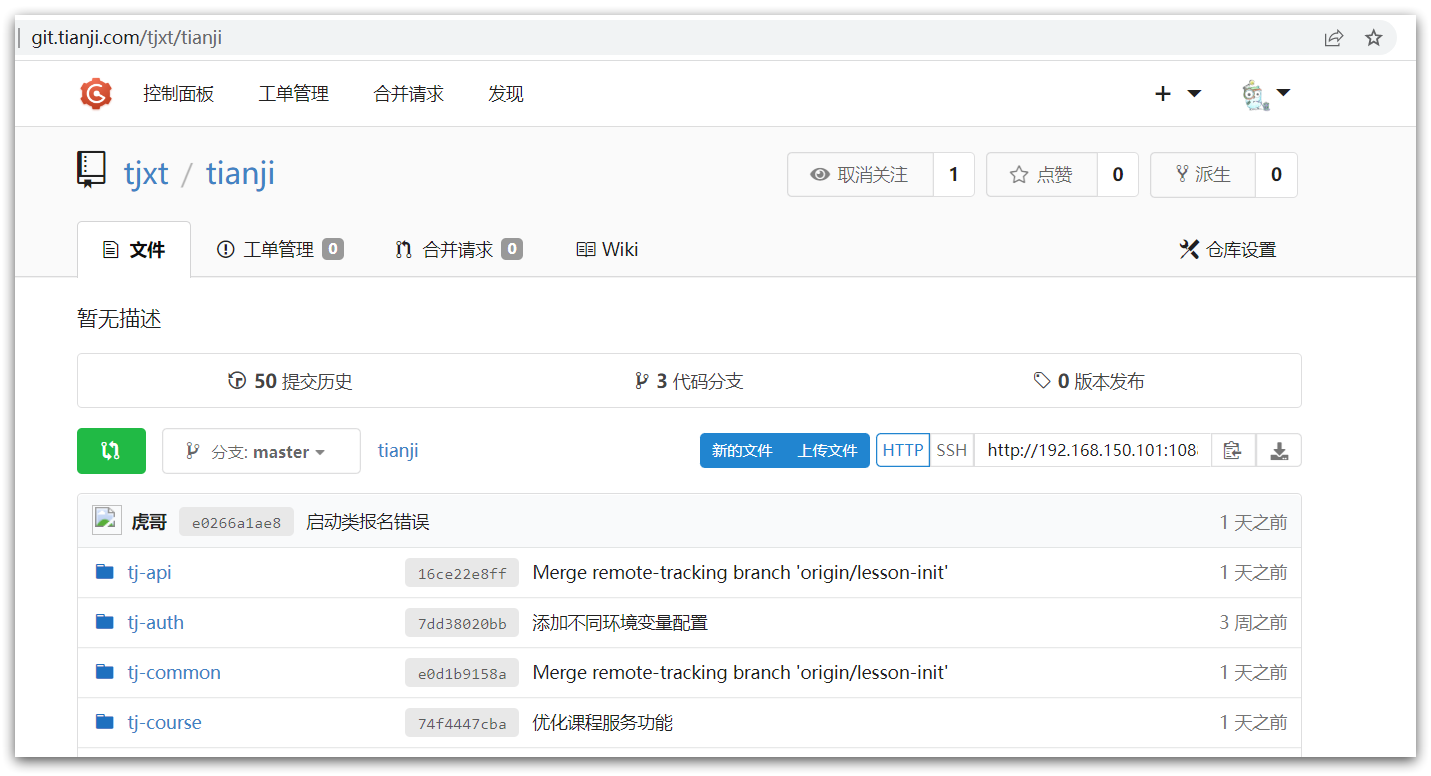 git.tianji.com/tjxt/tianji
控制面板 工单管理 合并请求 发现
tjxt / tianji 取消关注 1 点赞 0 派生 0
文件 工单管理 0 合并请求 0 Wiki 仓库设置
暂无描述
50 提交历史 3 代码分支 0 版本发布
分支: master tianji 新的文件 上传文件 HTTP SSH http://192.168.150.101:108
虎哥 e0266a1ae8 启动类报名错误 1 天之前
tj-api 16ce22e8ff Merge remote-tracking branch 'origin/lesson-init' 1 天之前
tj-auth 7dd38020bb 添加不同环境变量配置 3 周之前
tj-common e0d1b9158a Merge remote-tracking branch 'origin/lesson-init' 1 天之前
tj-course 74f4447cba 优化课程服务功能 1 天之前